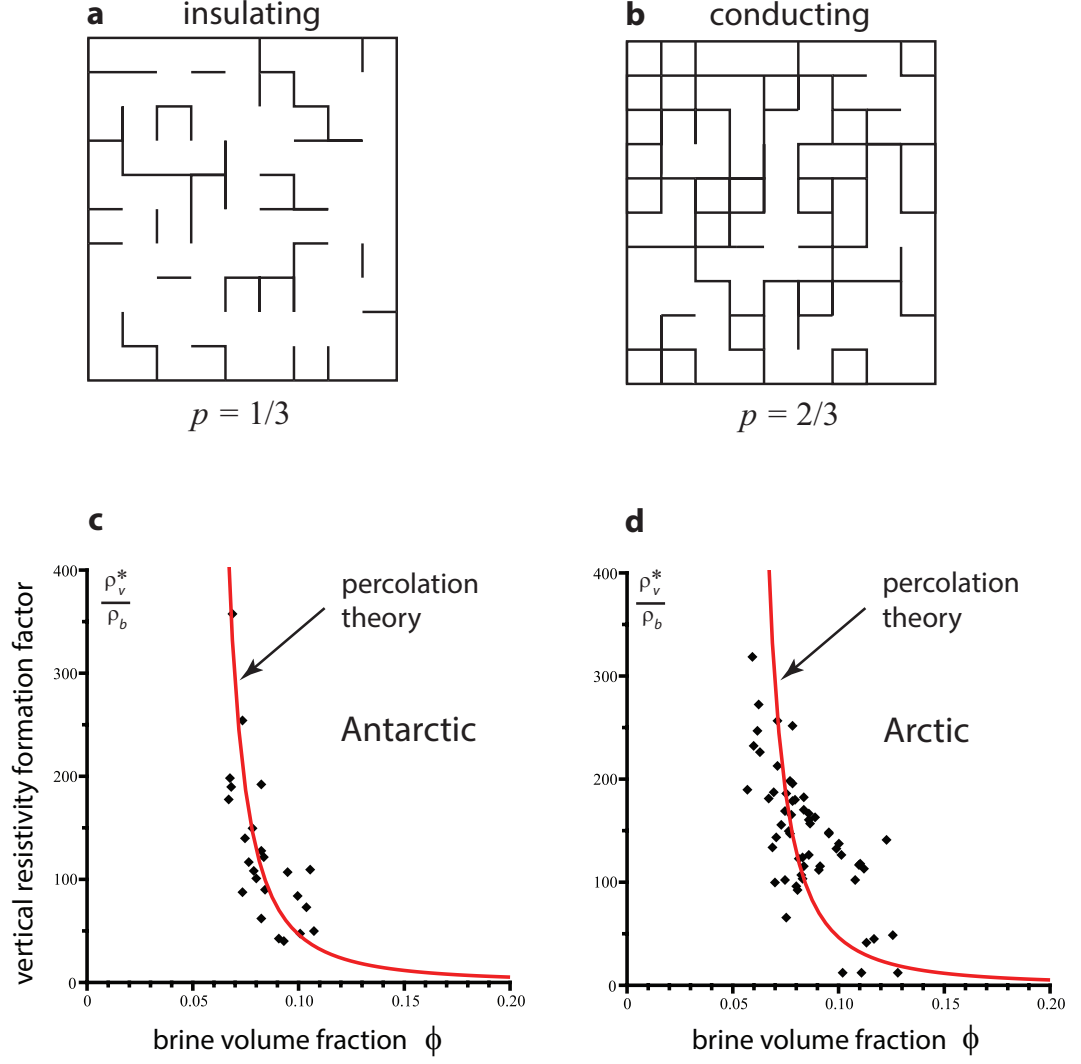 a insulating
b conducting
p = 1/3
p = 2/3
c
vertical resistivity formation factor
400
300
200
100
0
ρ*v
ρb
percolation
theory
Antarctic
0 0.05 0.10 0.15 0.20
brine volume fraction ϕ
d
400
300
200
100
0
ρ*v
ρb
percolation
theory
Arctic
0 0.05 0.10 0.15 0.20
brine volume fraction ϕ